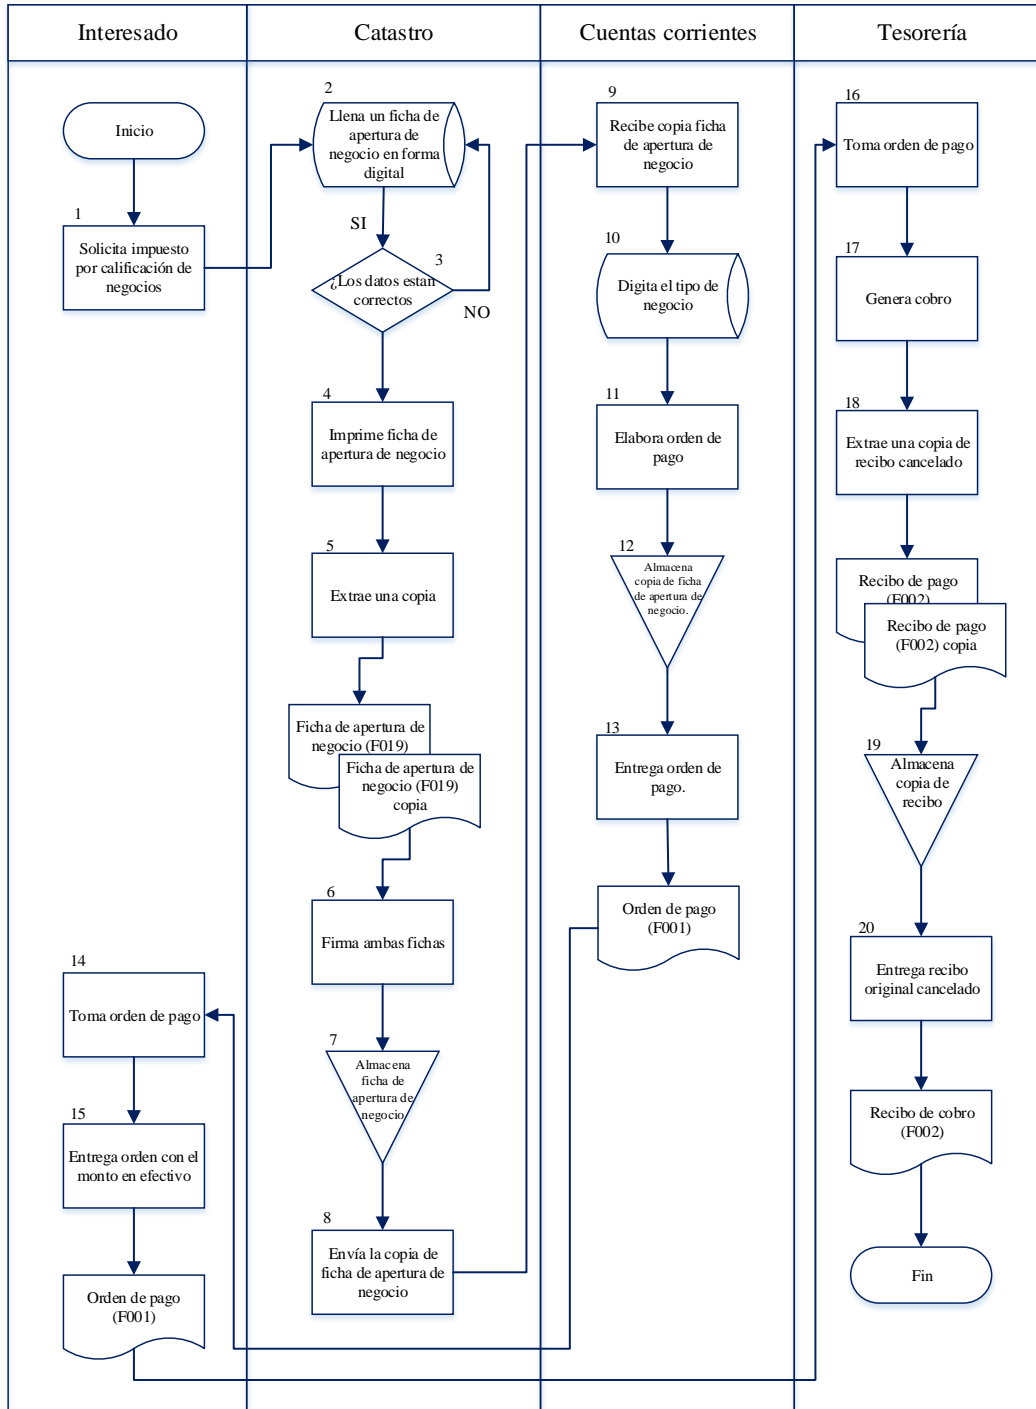 Interesado
Catastro
Cuentas corrientes
Tesorería
Inicio
1
Solicita impuesto
por calificación de
negocios
2
Llena un ficha de
apertura de
negocio en forma
digital
SI
3
¿Los datos estan
correctos
NO
4
Imprime ficha de
apertura de negocio
5
Extrae una copia
Ficha de apertura de
negocio (F019)
Ficha de apertura de
negocio (F019)
copia
6
Firma ambas fichas
7
Almacena
ficha de
apertura de
negocio
8
Envía la copia de
ficha de apertura de
negocio
9
Recibe copia ficha
de apertura de
negocio
10
Digita el tipo de
negocio
11
Elabora orden de
pago
12
Almacena
copia de ficha
de apertura de
negocio.
13
Entrega orden de
pago.
Orden de pago
(F001)
14
Toma orden de pago
15
Entrega orden con el
monto en efectivo
Orden de pago
(F001)
16
Toma orden de pago
17
Genera cobro
18
Extrae una copia de
recibo cancelado
Recibo de pago
(F002)
Recibo de pago
(F002) copia
19
Almacena
copia de
recibo
20
Entrega recibo
original cancelado
Recibo de cobro
(F002)
Fin